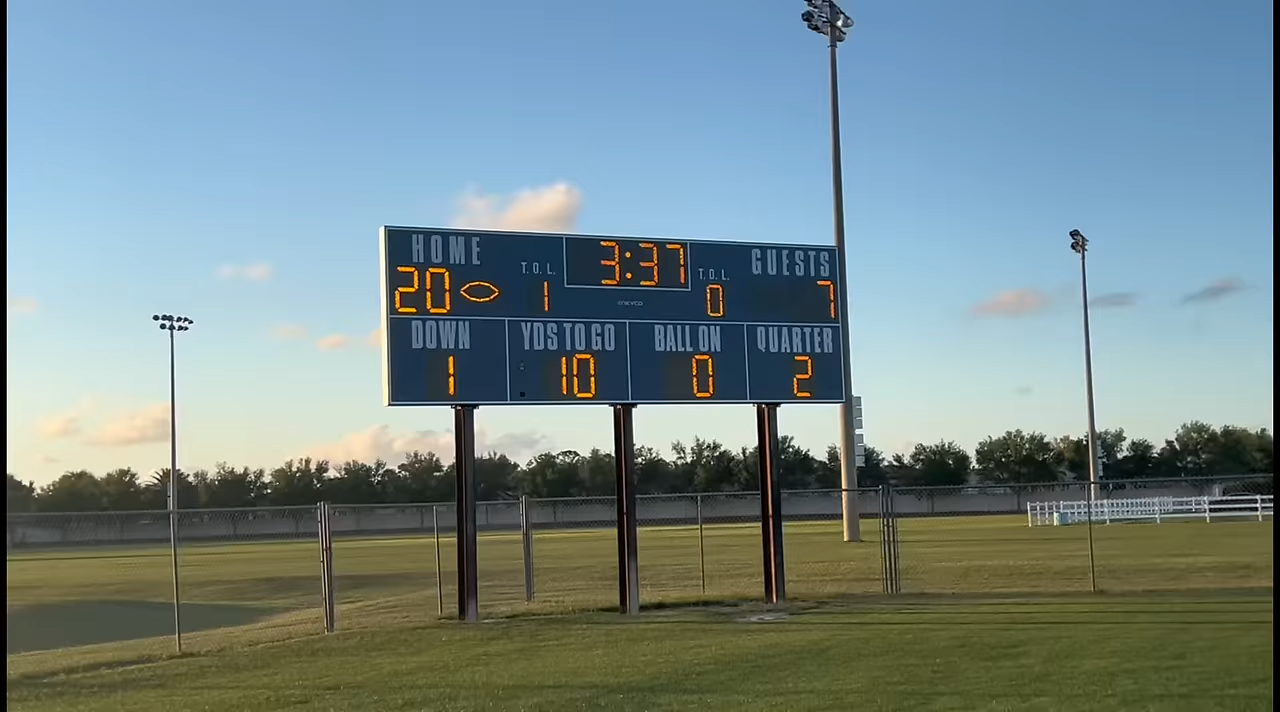 HOME 3:37 GUESTS
T.O.L. T.O.L.
20 1 0 7
NEVCO
DOWN YDS TO GO BALL ON QUARTER
1 10 0 2